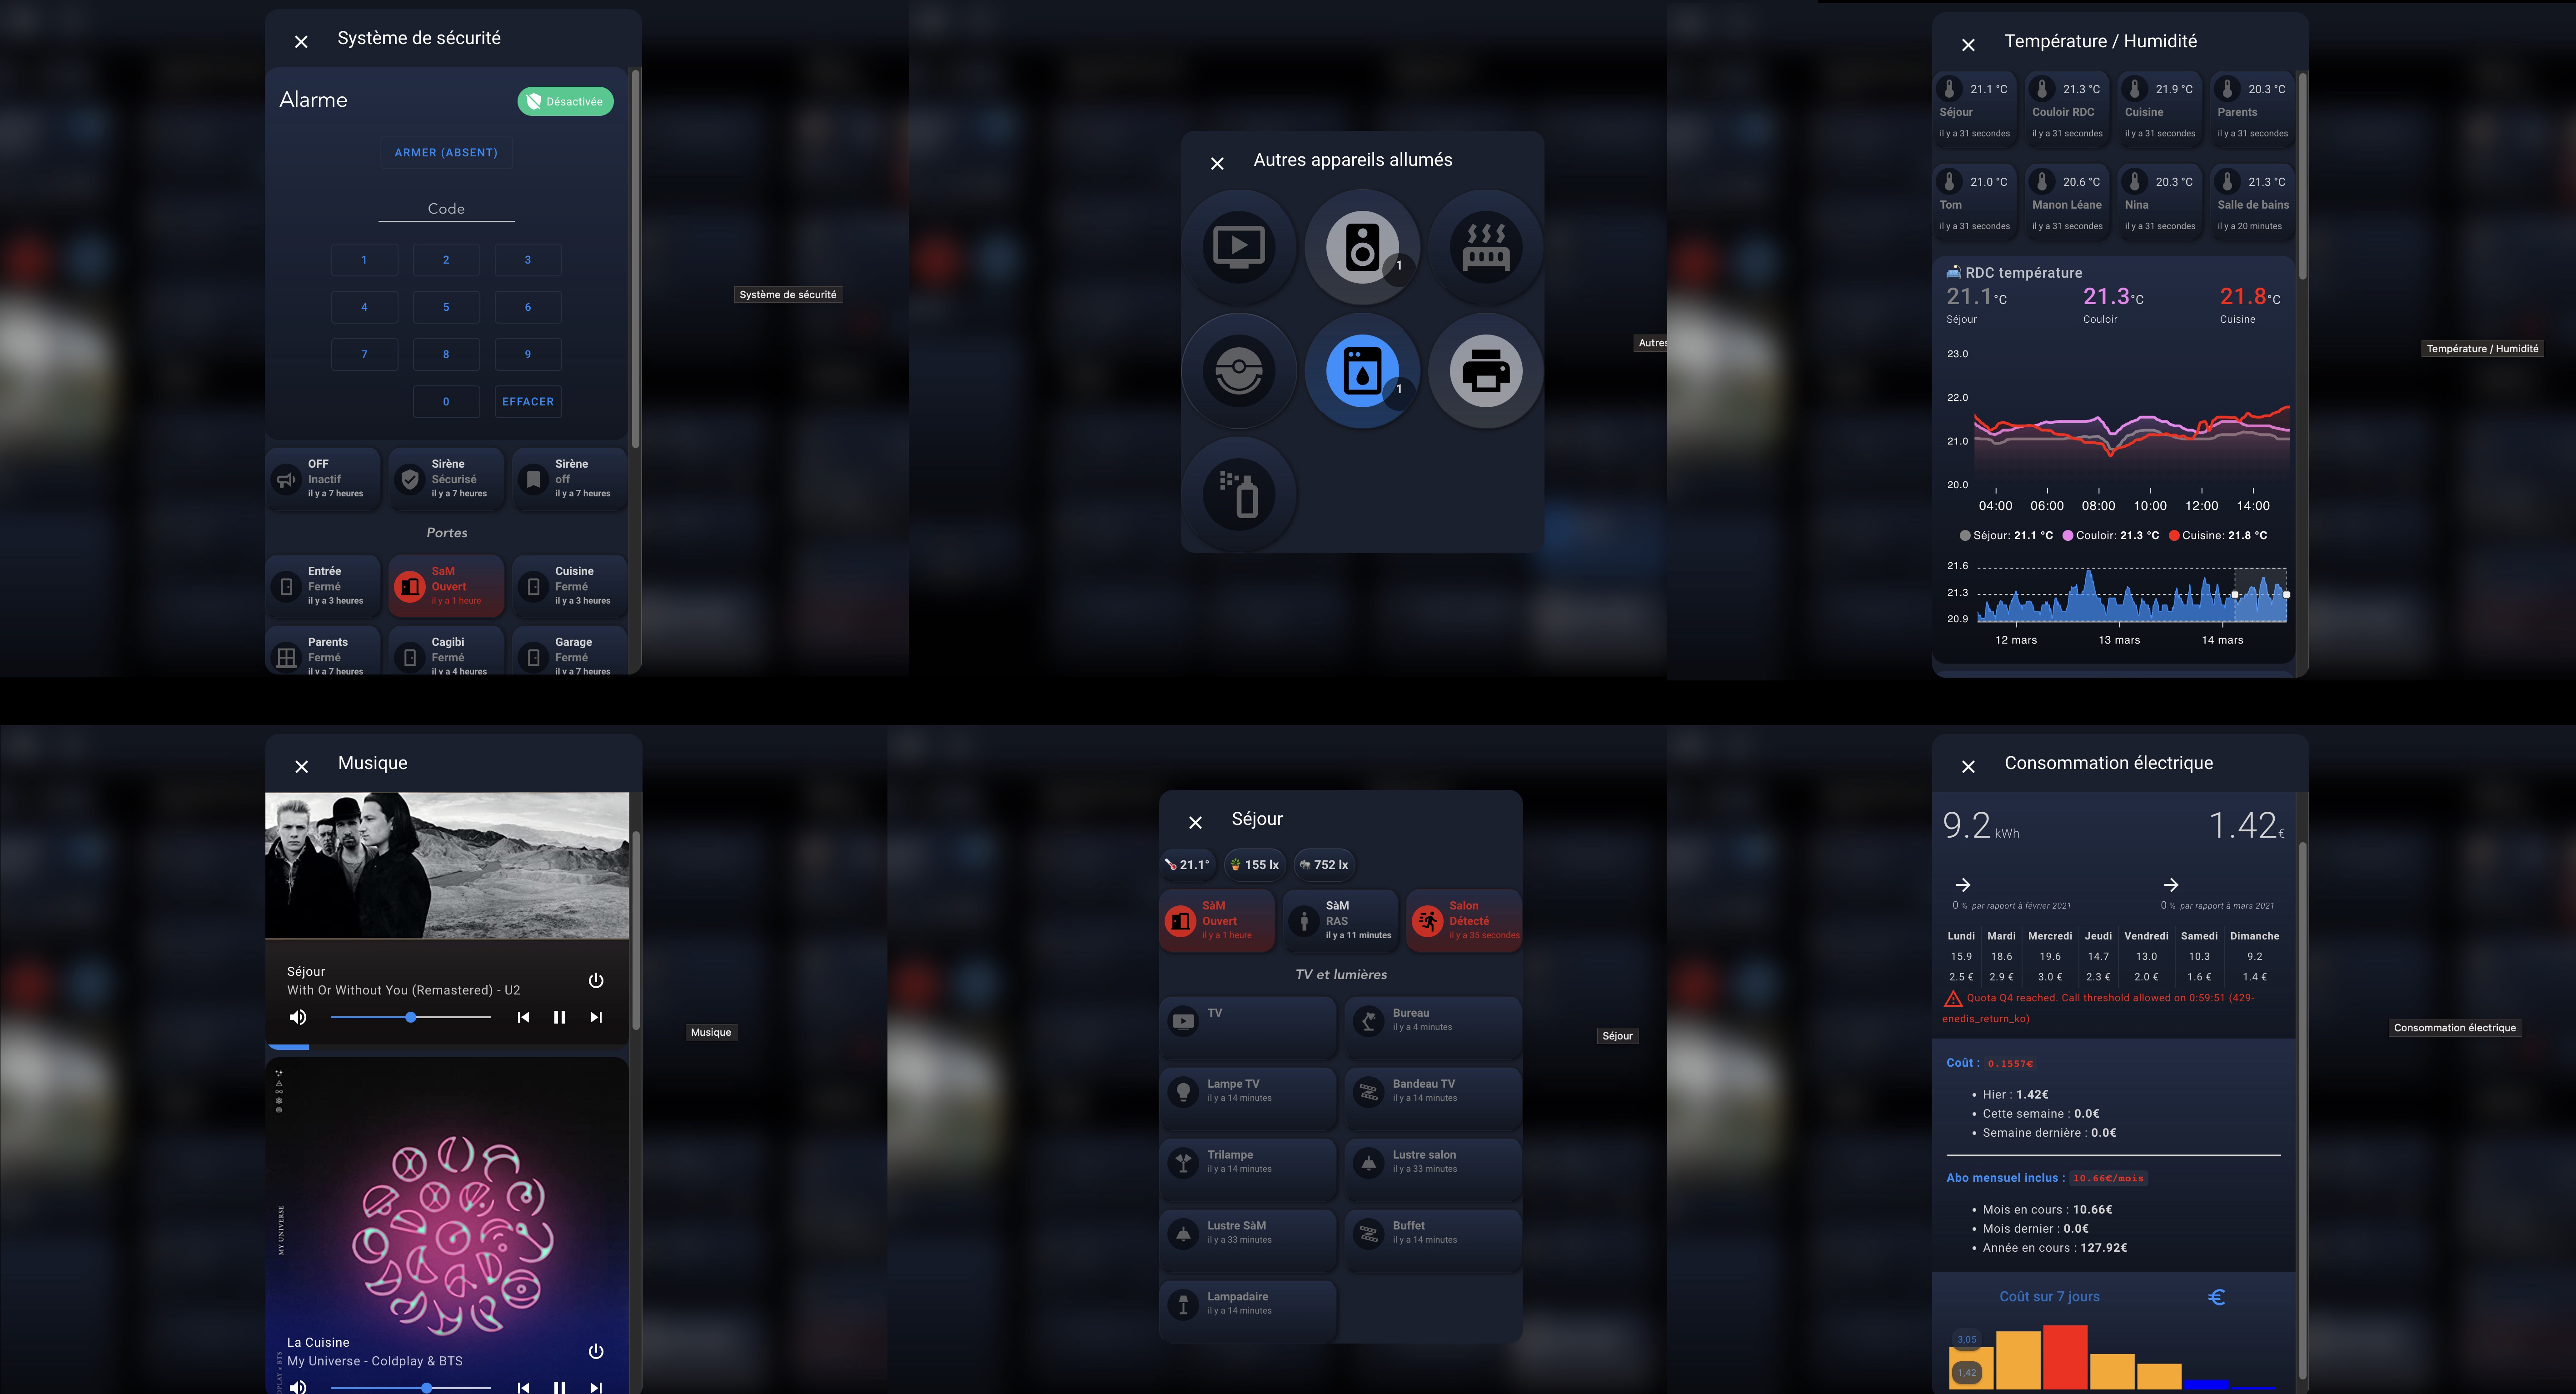 Système de sécurité
Alarme
Désactivée
ARMER (ABSENT)
Code
1 2 3
4 5 6
7 8 9
0 EFFACER
OFF
Inactif
il y a 7 heures
Sirène
Sécurisé
il y a 7 heures
Sirène
off
il y a 7 heures
Portes
Entrée
Fermé
il y a 3 heures
SaM
Ouvert
il y a 1 heure
Cuisine
Fermé
il y a 3 heures
Parents
Fermé
il y a 7 heures
Cagibi
Fermé
il y a 4 heures
Garage
Fermé
il y a 7 heures
Système de sécurité
Autres appareils allumés
1
1
Autres
Température / Humidité
21.1 °C
Séjour
il y a 31 secondes
21.3 °C
Couloir RDC
il y a 31 secondes
21.9 °C
Cuisine
il y a 31 secondes
20.3 °C
Parents
il y a 31 secondes
21.0 °C
Tom
il y a 31 secondes
20.6 °C
Manon Léane
il y a 31 secondes
20.3 °C
Nina
il y a 31 secondes
21.3 °C
Salle de bains
il y a 20 minutes
RDC température
21.1°C 21.3°C 21.8°C
Séjour Couloir Cuisine
23.0
22.0
21.0
20.0
04:00 06:00 08:00 10:00 12:00 14:00
Séjour: 21.1 °C Couloir: 21.3 °C Cuisine: 21.8 °C
21.6
21.3
20.9
12 mars 13 mars 14 mars
Température / Humidité
Musique
Séjour
With Or Without You (Remastered) - U2
MY UNIVERSE
La Cuisine
My Universe - Coldplay & BTS
Musique
Séjour
21.1° 155 lx 752 lx
SàM
Ouvert
il y a 1 heure
SàM
RAS
il y a 11 minutes
Salon
Détecté
il y a 35 secondes
TV et lumières
TV
Bureau
il y a 4 minutes
Lampe TV
il y a 14 minutes
Bandeau TV
il y a 14 minutes
Trilampe
il y a 14 minutes
Lustre salon
il y a 33 minutes
Lustre SàM
il y a 33 minutes
Buffet
il y a 14 minutes
Lampadaire
il y a 14 minutes
Séjour
Consommation électrique
9.2 kWh 1.42€
0 % par rapport à février 2021 0 % par rapport à mars 2021
Lundi Mardi Mercredi Jeudi Vendredi Samedi Dimanche
15.9 18.6 19.6 14.7 13.0 10.3 9.2
2.5 € 2.9 € 3.0 € 2.3 € 2.0 € 1.6 € 1.4 €
Quota Q4 reached. Call threshold allowed on 0:59:51 (429-
enedis_return_ko)
Coût : 0.1557€
• Hier : 1.42€
• Cette semaine : 0.0€
• Semaine dernière : 0.0€
Abo mensuel inclus : 10.66€/mois
• Mois en cours : 10.66€
• Mois dernier : 0.0€
• Année en cours : 127.92€
Coût sur 7 jours €
3,05
1,42
Consommation électrique